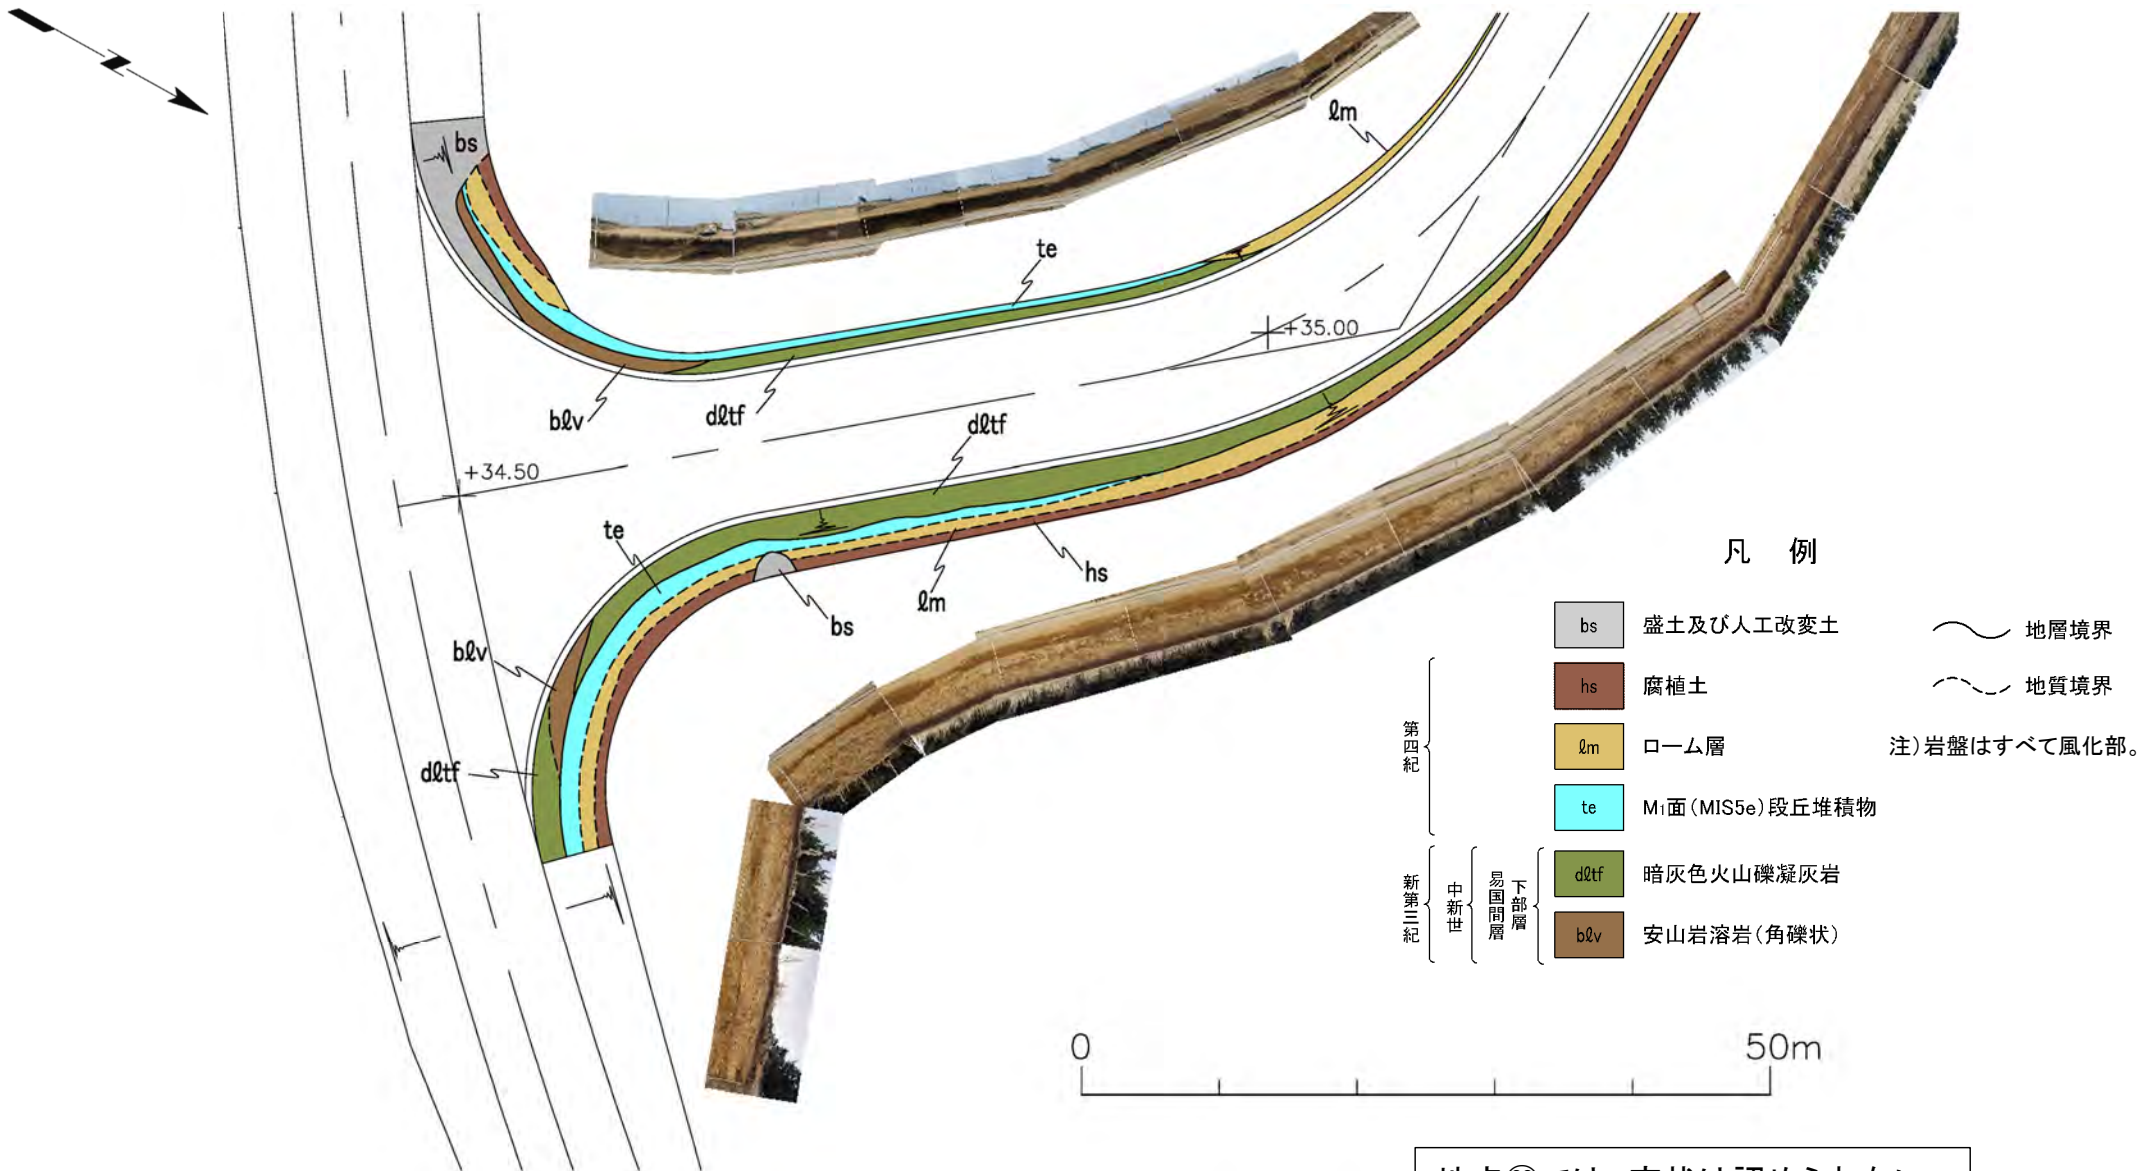 bs
ℓm
te
+35.00
bℓv
dℓtf
dℓtf
+34.50
te
hs
ℓm
bs
bℓv
dℓtf
凡 例
bs 盛土及び人工改変土
hs 腐植土
ℓm ローム層
te M₁面(MIS5e)段丘堆積物
dℓtf 暗灰色火山礫凝灰岩
bℓv 安山岩溶岩(角礫状)
第四紀
新第三紀
中新世
易国間層
下部層
地層境界
地質境界
注)岩盤はすべて風化部。
0 50m